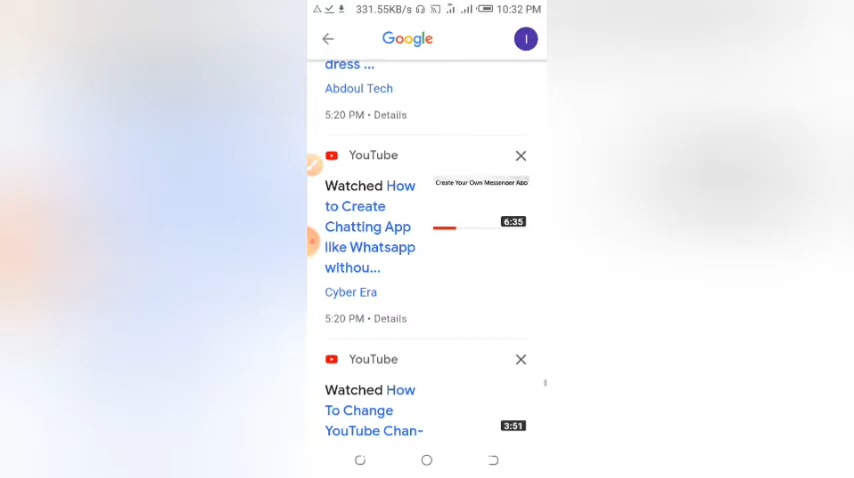 331.55KB/s 10:32 PM
Google
I
dress ...
Abdoul Tech
5:20 PM • Details
YouTube
Watched How
to Create
Chatting App
like Whatsapp
withou...
Create Your Own Messenger App
6:35
Cyber Era
5:20 PM • Details
YouTube
Watched How
To Change
YouTube Chan-
3:51